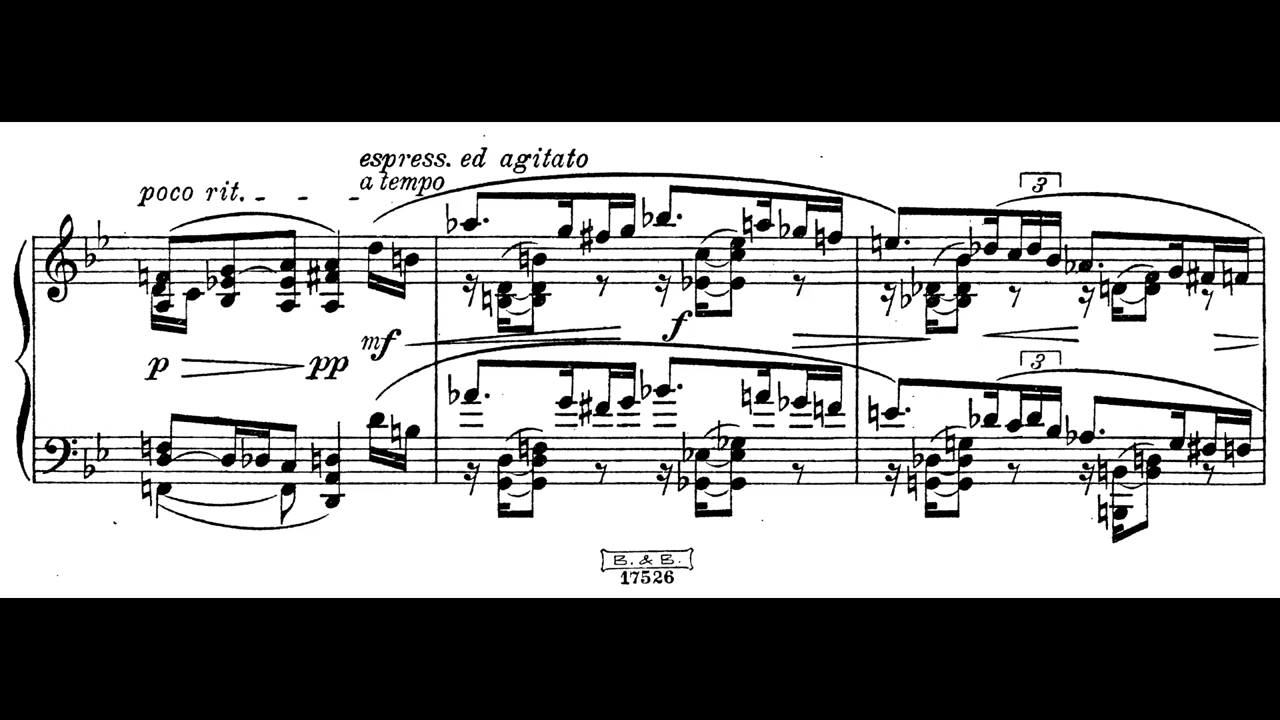 espress. ed agitato
poco rit. - - - a tempo
3
p
pp
mf
f
3
B. & B.
17526